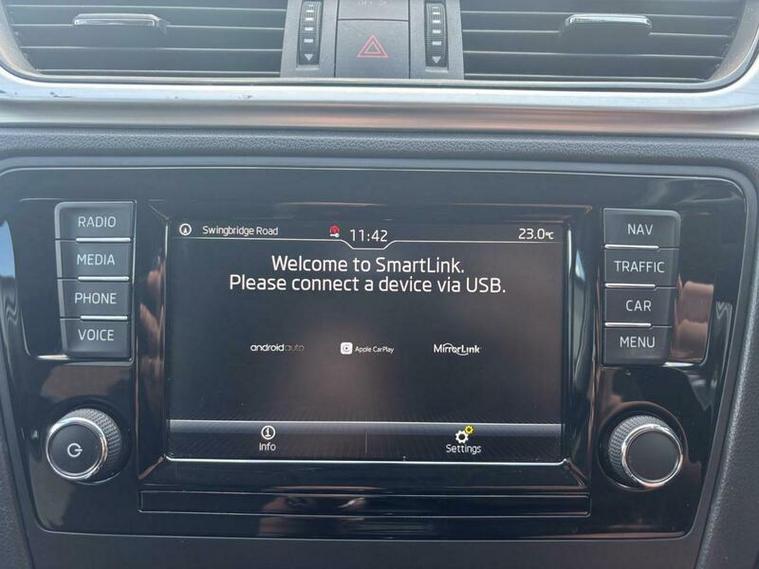 RADIO
MEDIA
PHONE
VOICE
Swingbridge Road
11:42
23.0°C
Welcome to SmartLink.
Please connect a device via USB.
androidauto
Apple CarPlay
MirrorLink
Info
Settings
NAV
TRAFFIC
CAR
MENU